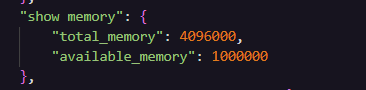 "show memory": {
"total_memory": 4096000,
"available_memory": 1000000
},